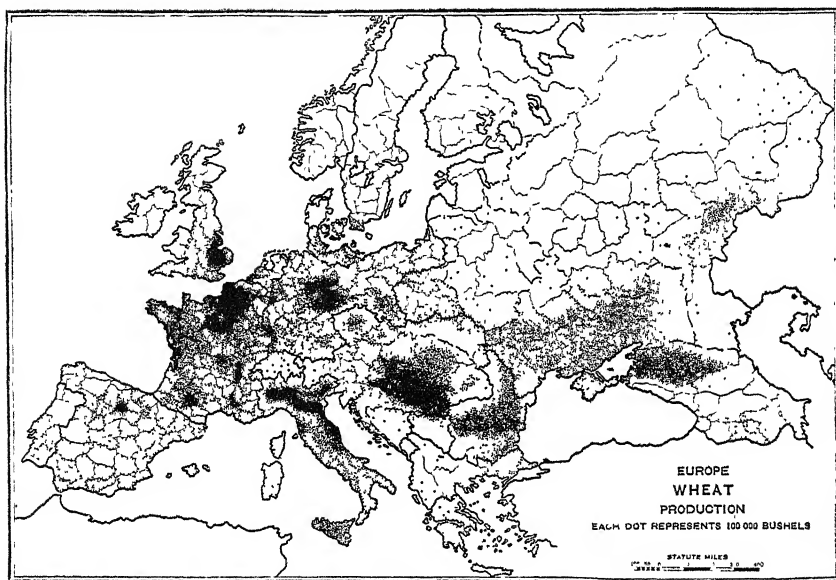 EUROPE
WHEAT
PRODUCTION
EACH DOT REPRESENTS 100 000 BUSHELS
STATUTE MILES